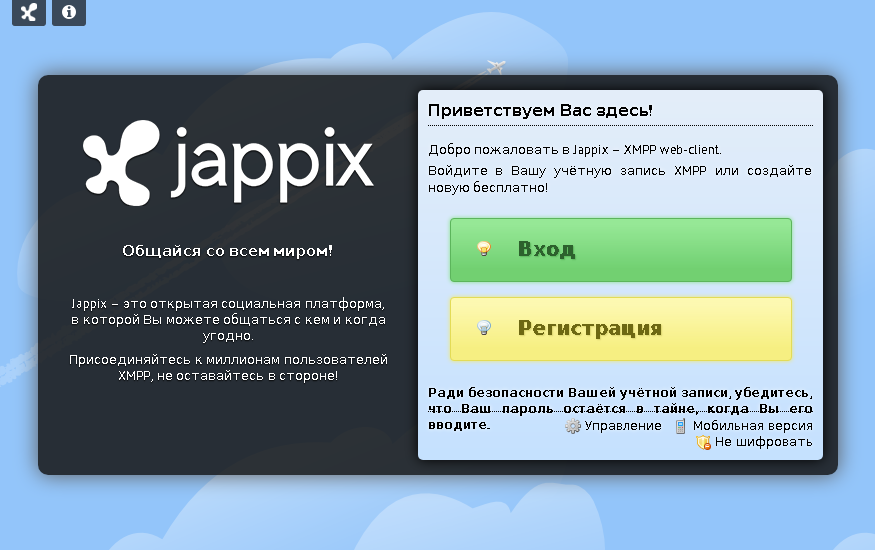 jappix
Общайся со всем миром!
Jappix – это открытая социальная платформа,
в которой Вы можете общаться с кем и когда
угодно.
Присоединяйтесь к миллионам пользователей
XMPP, не оставайтесь в стороне!
Приветствуем Вас здесь!
Добро пожаловать в Jappix – XMPP web-client.
Войдите в Вашу учётную запись XMPP или создайте
новую бесплатно!
Вход
Регистрация
Ради безопасности Вашей учётной записи, убедитесь,
что Ваш пароль остаётся в тайне, когда Вы его
вводите.
Управление Мобильная версия
Не шифровать